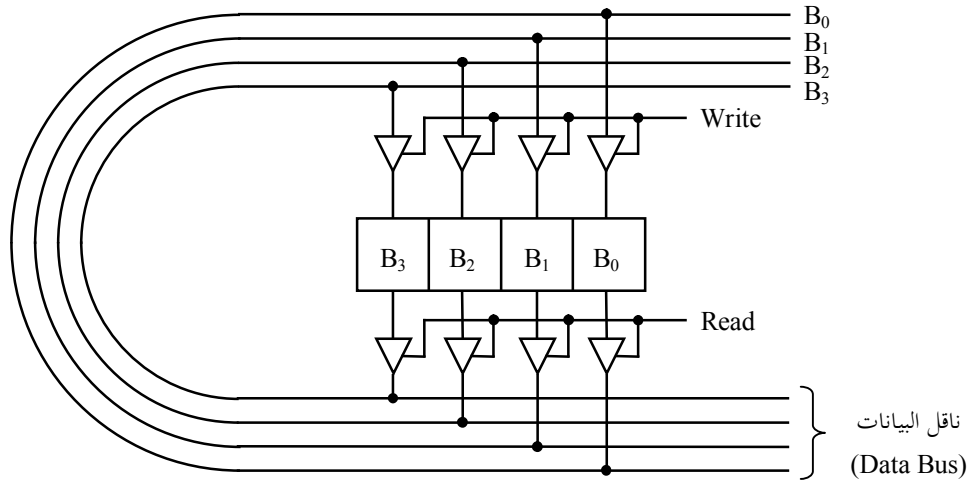 B₀
B₁
B₂
B₃
Write
B₃ B₂ B₁ B₀
Read
ناقل البيانات
(Data Bus)